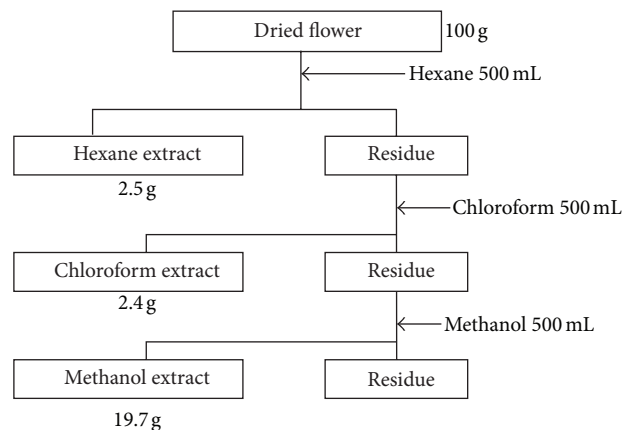 Dried flower 100 g
Hexane 500 mL
Hexane extract Residue
2.5 g
Chloroform 500 mL
Chloroform extract Residue
2.4 g
Methanol 500 mL
Methanol extract Residue
19.7 g